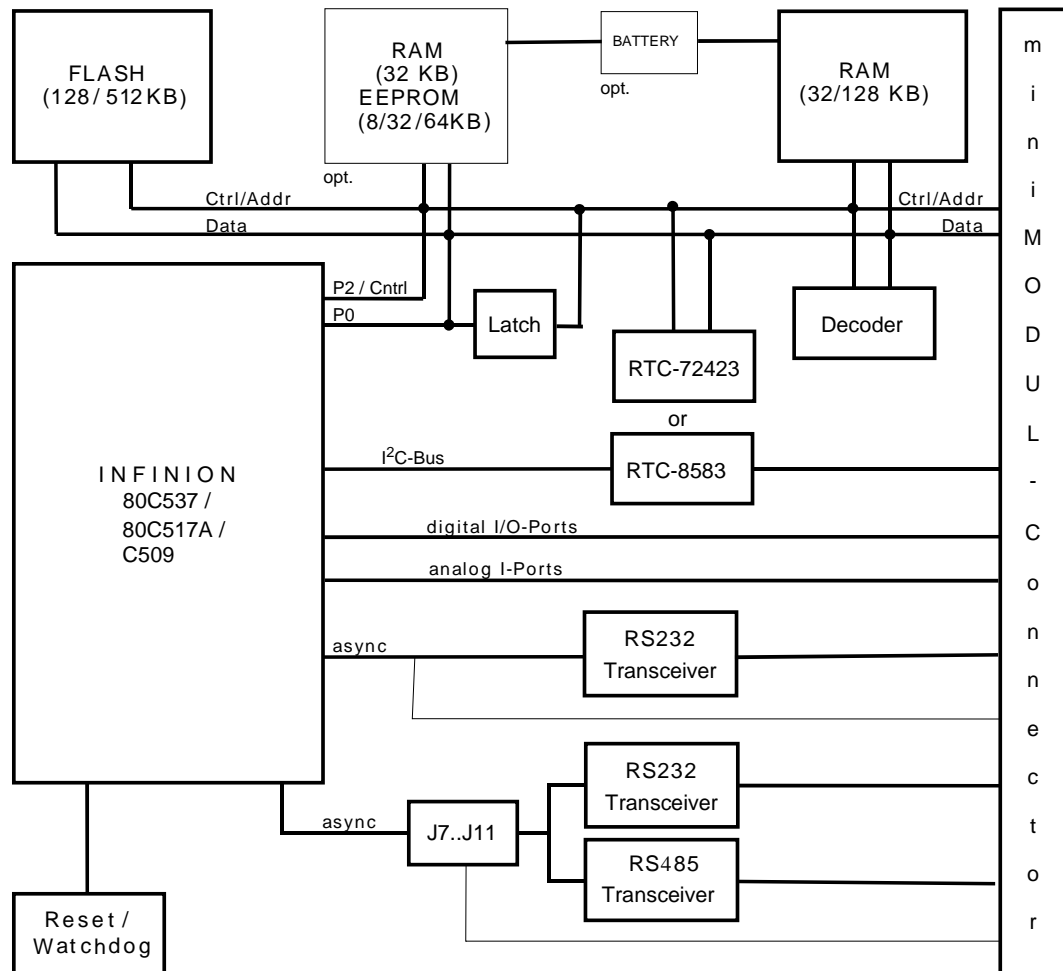 FLASH
(128/512KB)
RAM
(32 KB)
EEPROM
(8/32/64KB)
opt.
BATTERY
opt.
RAM
(32/128 KB)
Ctrl/Addr
Ctrl/Addr
Data
Data
P2 / Cntrl
P0
Latch
RTC-72423
Decoder
or
I²C-Bus
RTC-8583
INFINION
80C537 /
80C517A /
C509
digital I/O-Ports
analog I-Ports
async
RS232
Transceiver
RS232
Transceiver
async
J7..J11
RS485
Transceiver
Reset /
Watchdog
miniMODUL-Connector